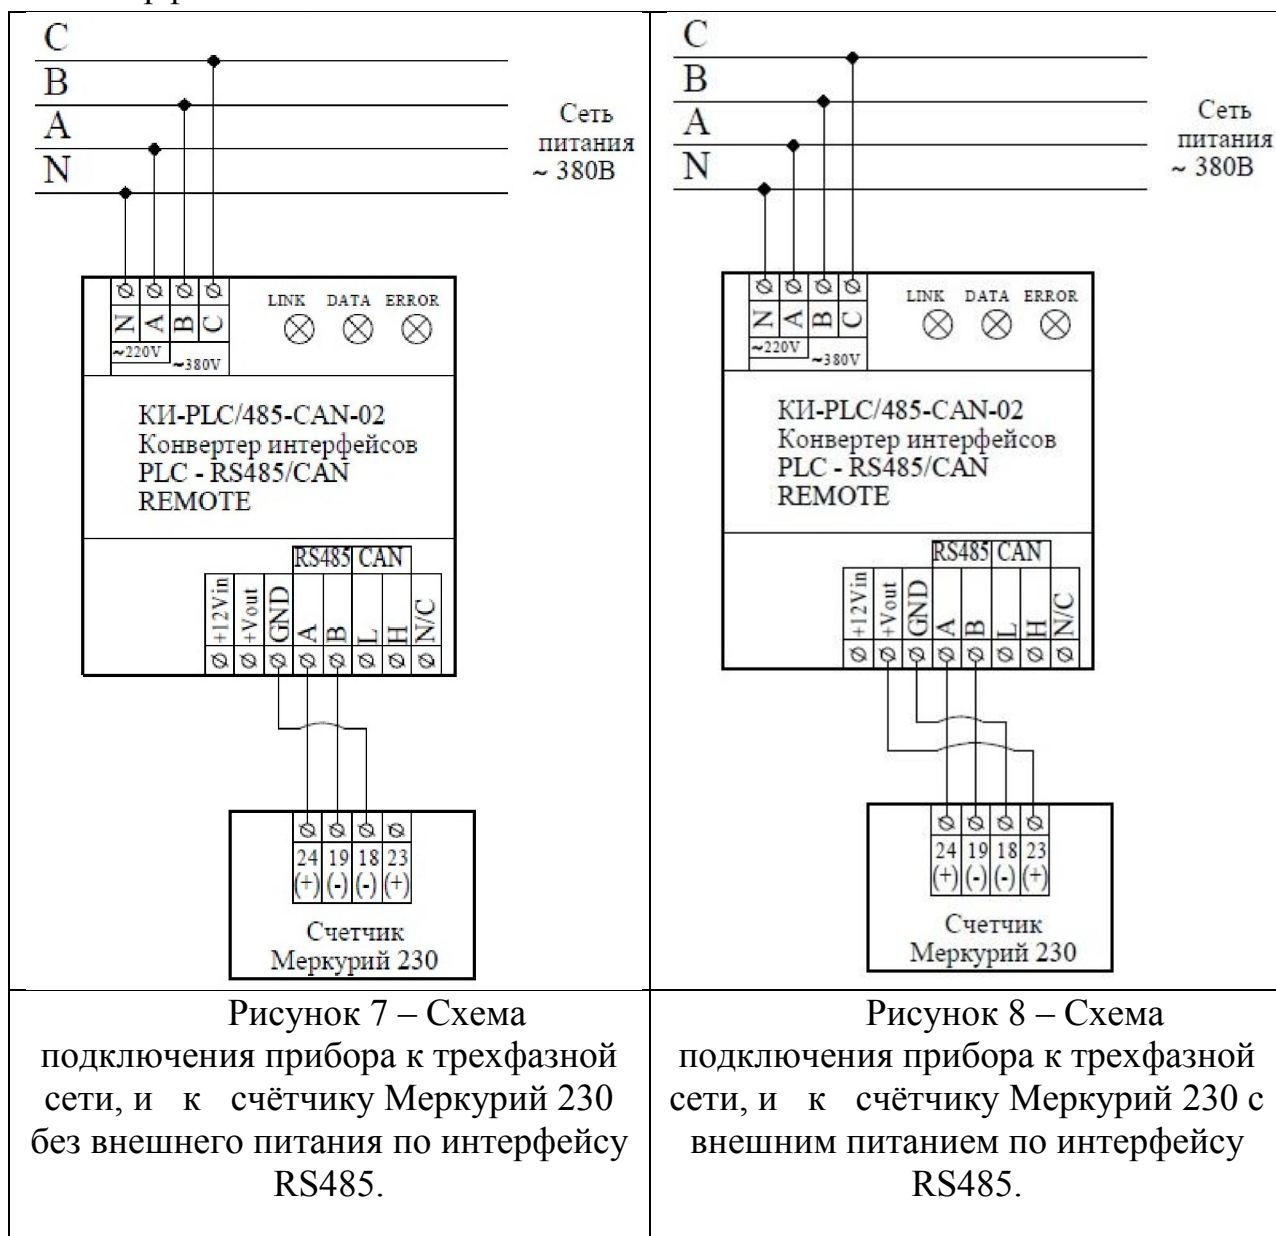 C
B
A
N
Сеть
питания
~ 380В
N
A
B
C
~220V
~380V
LINK DATA ERROR
КИ-PLC/485-CAN-02
Конвертер интерфейсов
PLC - RS485/CAN
REMOTE
RS485 CAN
+12Vin
+Vout
GND
A
B
L
H
N/C
24 19 18 23
(+) (-) (-) (+)
Счетчик
Меркурий 230
Рисунок 7 – Схема
подключения прибора к трехфазной
сети, и к счётчику Меркурий 230
без внешнего питания по интерфейсу
RS485.
C
B
A
N
Сеть
питания
~ 380В
N
A
B
C
~220V
~380V
LINK DATA ERROR
КИ-PLC/485-CAN-02
Конвертер интерфейсов
PLC - RS485/CAN
REMOTE
RS485 CAN
+12Vin
+Vout
GND
A
B
L
H
N/C
24 19 18 23
(+) (-) (-) (+)
Счетчик
Меркурий 230
Рисунок 8 – Схема
подключения прибора к трехфазной
сети, и к счётчику Меркурий 230 с
внешним питанием по интерфейсу
RS485.